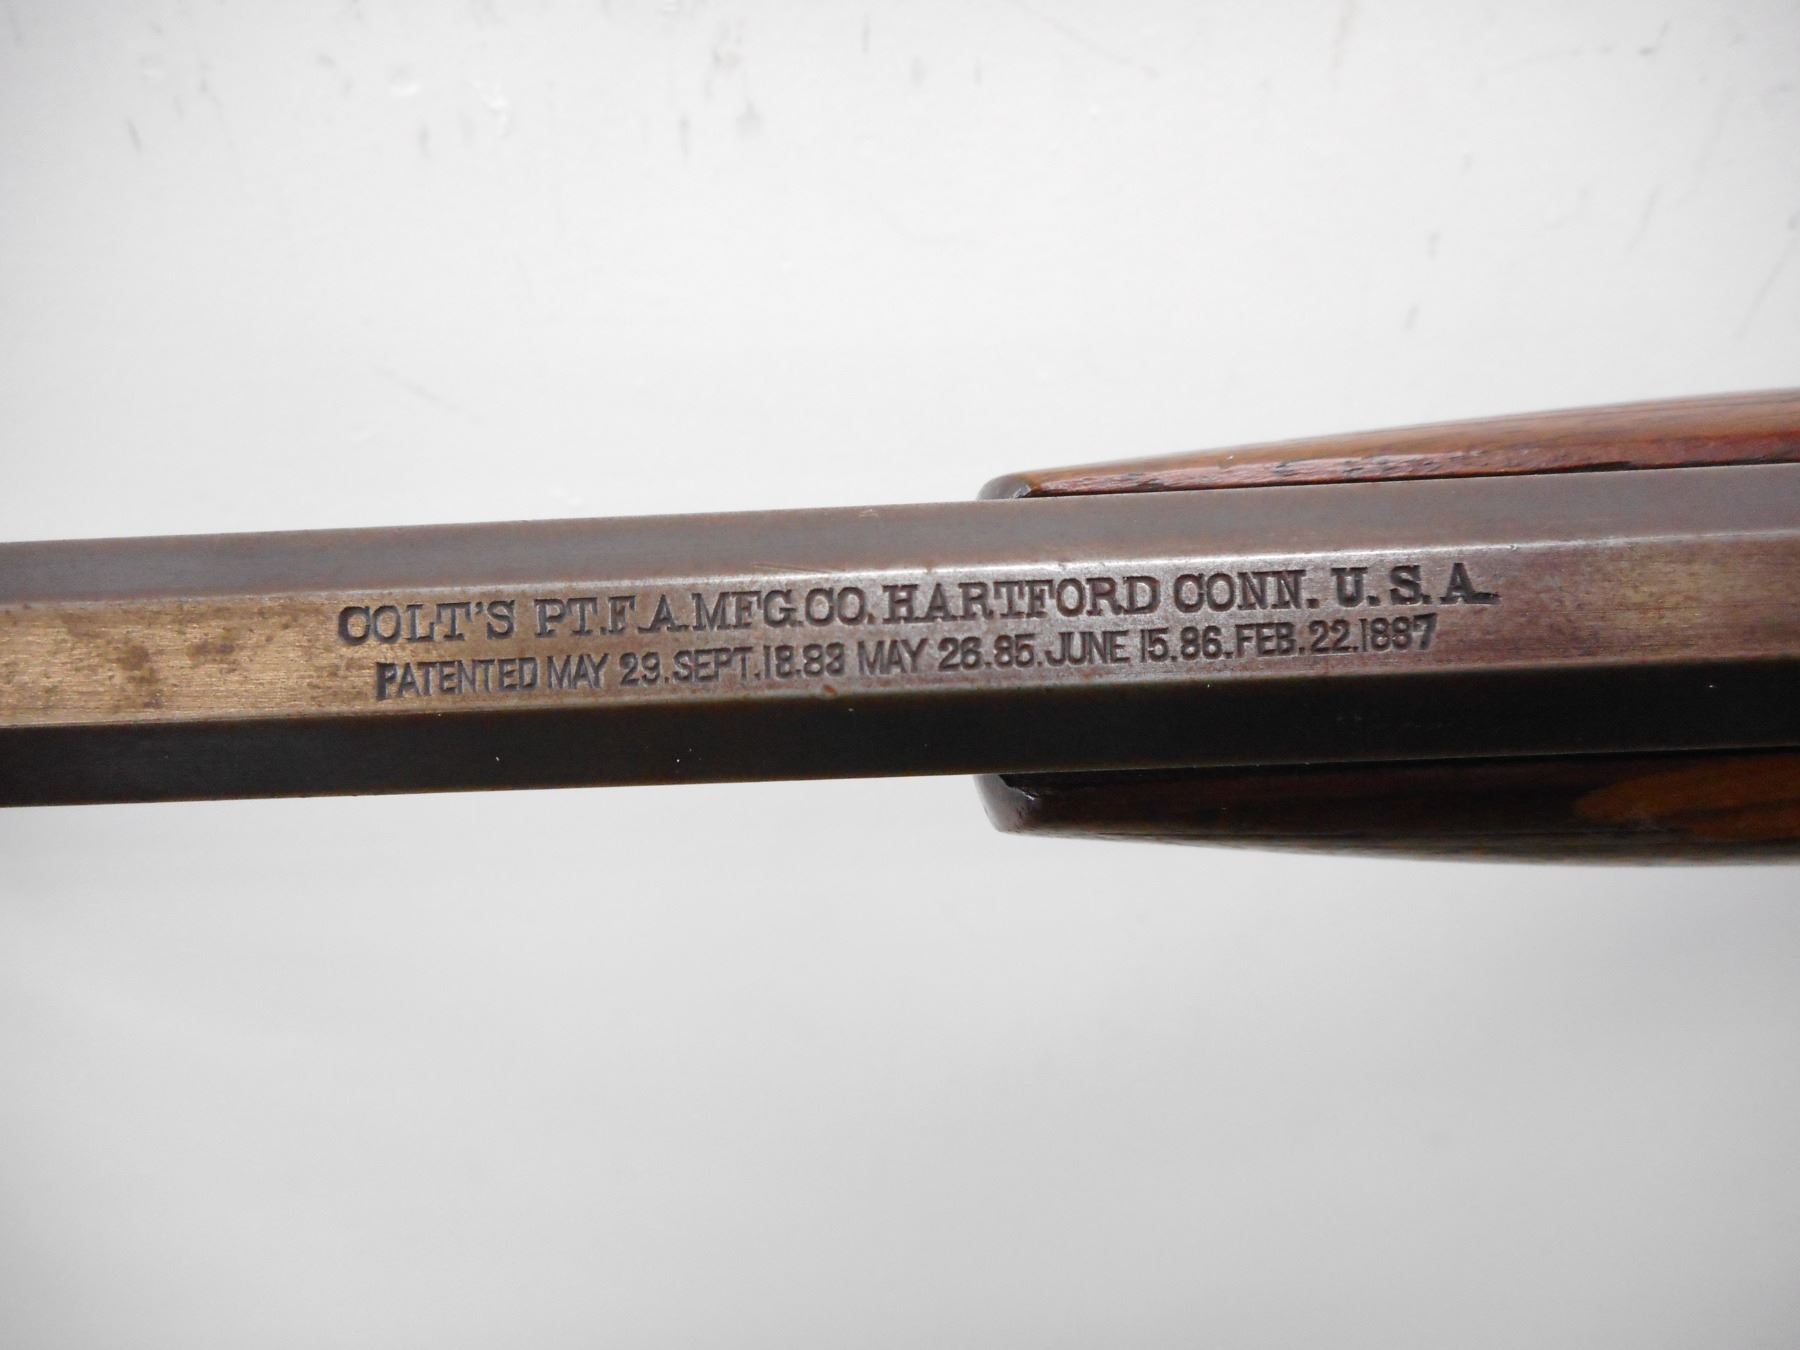 COLT'S PT.F.A.MFG.CO.HARTFORD CONN.U.S.A.
PATENTED MAY 29.SEPT.18.83 MAY 26.85.JUNE 15.86.FEB.22.1887